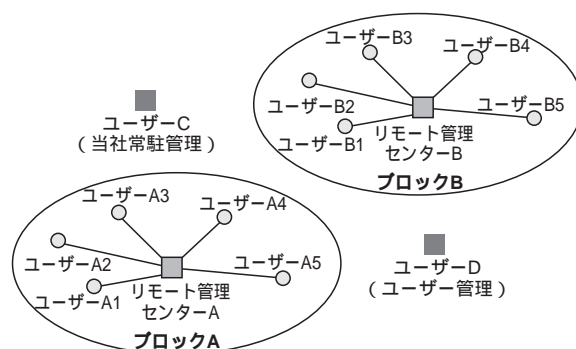 ユーザーB3
ユーザーB4
ユーザーB2
ユーザーB5
ユーザーB1
リモート管理
センターB
ブロックB
ユーザーC
（当社常駐管理）
ユーザーA3
ユーザーA4
ユーザーA2
ユーザーA5
ユーザーA1
リモート管理
センターA
ブロックA
ユーザーD
（ユーザー管理）